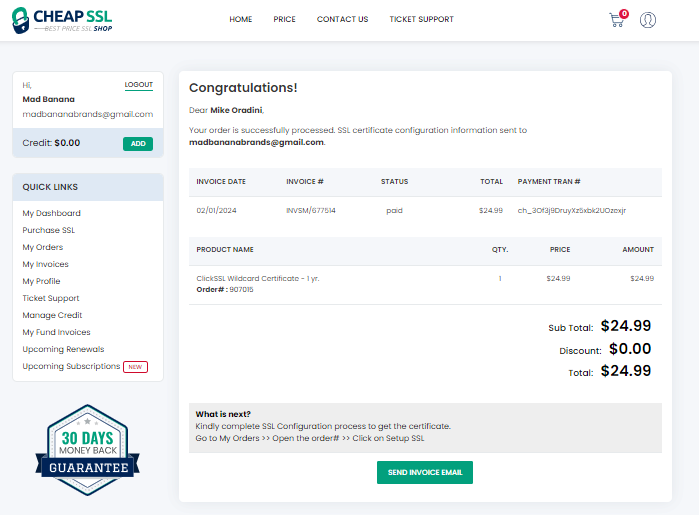 CHEAP SSL
BEST PRICE SSL SHOP
HOME PRICE CONTACT US TICKET SUPPORT
0
Hi,
LOGOUT
Mad Banana
madbananabrands@gmail.com
Credit: $0.00
ADD
QUICK LINKS
My Dashboard
Purchase SSL
My Orders
My Invoices
My Profile
Ticket Support
Manage Credit
My Fund Invoices
Upcoming Renewals
Upcoming Subscriptions NEW
30 DAYS
MONEY BACK
GUARANTEE
Congratulations!
Dear Mike Oradini,
Your order is successfully processed. SSL certificate configuration information sent to
madbananabrands@gmail.com.
INVOICE DATE INVOICE # STATUS TOTAL PAYMENT TRAN #
02/01/2024 INVSM/677514 paid $24.99 ch_3Of3j9DruyXz5xbk2UOzexjr
PRODUCT NAME QTY. PRICE AMOUNT
ClickSSL Wildcard Certificate - 1 yr. 1 $24.99 $24.99
Order# : 907015
Sub Total: $24.99
Discount: $0.00
Total: $24.99
What is next?
Kindly complete SSL Configuration process to get the certificate.
Go to My Orders >> Open the order# >> Click on Setup SSL
SEND INVOICE EMAIL